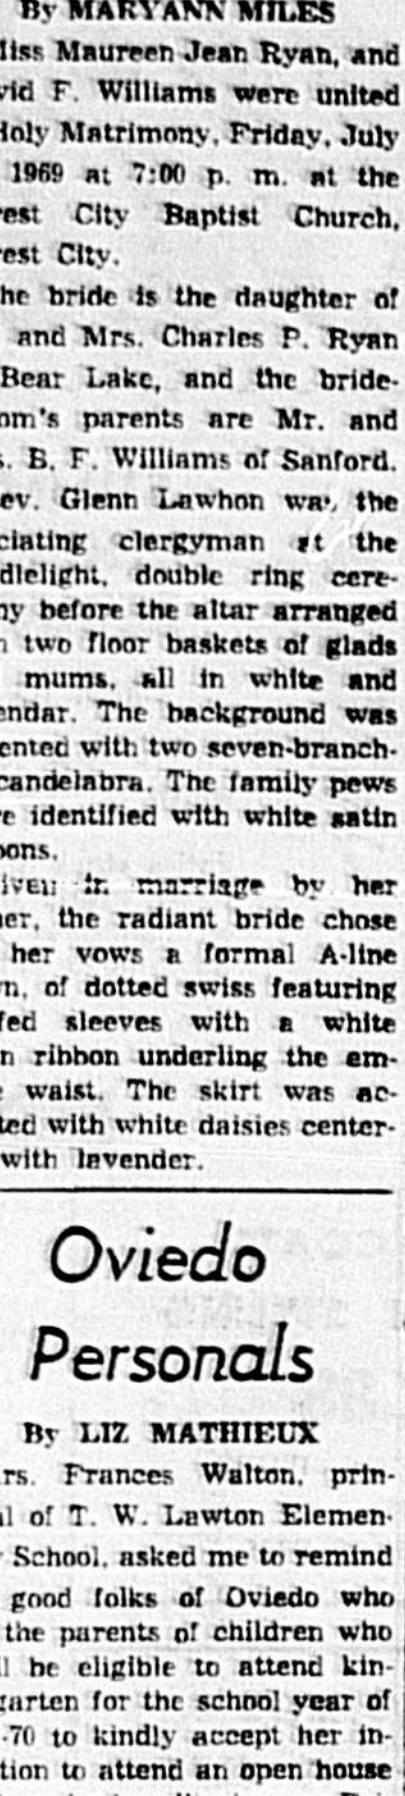 By MARYANN MILES
liss Maureen Jean Ryan, and
vid F. Williams were united
Holy Matrimony, Friday, July
1969 at 7:00 p. m. at the
rest City Baptist Church,
rest City.
he bride is the daughter of
and Mrs. Charles P. Ryan
Bear Lake, and the bride-
om's parents are Mr. and
s. B. F. Williams of Sanford.
ev. Glenn Lawhon was the
ciating clergyman at the
dlelight, double ring cere-
ny before the altar arranged
h two floor baskets of glads
mums, all in white and
endar. The background was
ented with two seven-branch-
candelabra. The family pews
re identified with white satin
bons.
iven in marriage by her
her, the radiant bride chose
her vows a formal A-line
wn, of dotted swiss featuring
fed sleeves with a white
n ribbon underling the em-
e waist. The skirt was ac-
ted with white daisies center-
with lavender.
Oviedo
Personals
By LIZ MATHIEUX
rs. Frances Walton, prin-
al of T. W. Lawton Elemen-
y School, asked me to remind
good folks of Oviedo who
the parents of children who
ll be eligible to attend kin-
garten for the school year of
-70 to kindly accept her in-
tion to attend an open house